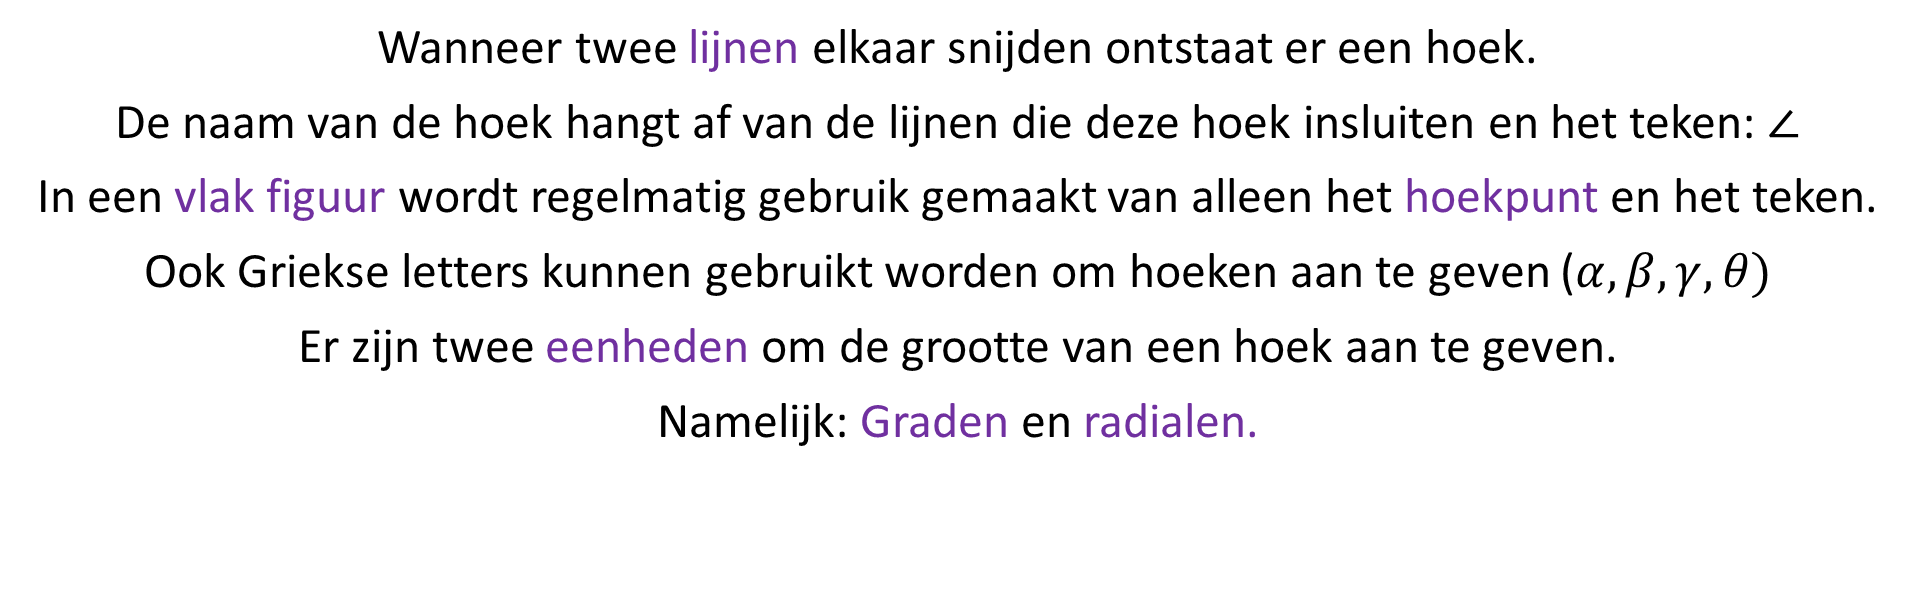 Wanneer twee lijnen elkaar snijden ontstaat er een hoek.
De naam van de hoek hangt af van de lijnen die deze hoek insluiten en het teken: ∠
In een vlak figuur wordt regelmatig gebruik gemaakt van alleen het hoekpunt en het teken.
Ook Griekse letters kunnen gebruikt worden om hoeken aan te geven (α, β, γ, θ)
Er zijn twee eenheden om de grootte van een hoek aan te geven.
Namelijk: Graden en radialen.